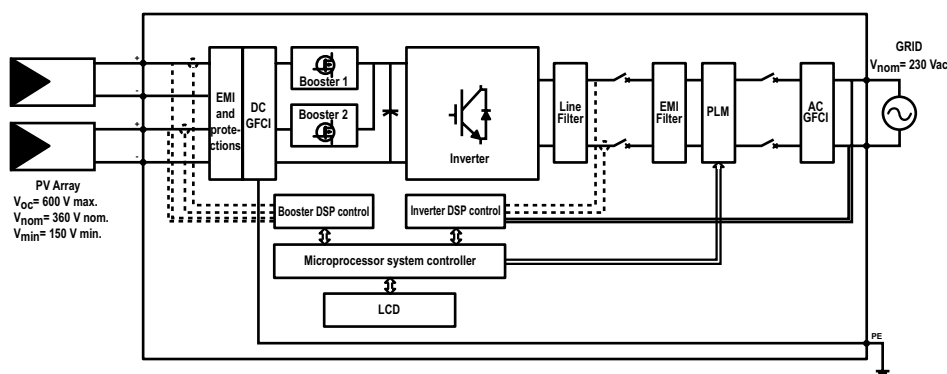 +
-
+
-
PV Array
Voc= 600 V max.
Vnom= 360 V nom.
Vmin= 150 V min.
EMI
and
prote-
ctions
DC
GFCI
Booster 1
Booster 2
Inverter
Line
Filter
EMI
Filter
PLM
AC
GFCI
GRID
Vnom= 230 Vac
Booster DSP control
Inverter DSP control
Microprocessor system controller
LCD
PE